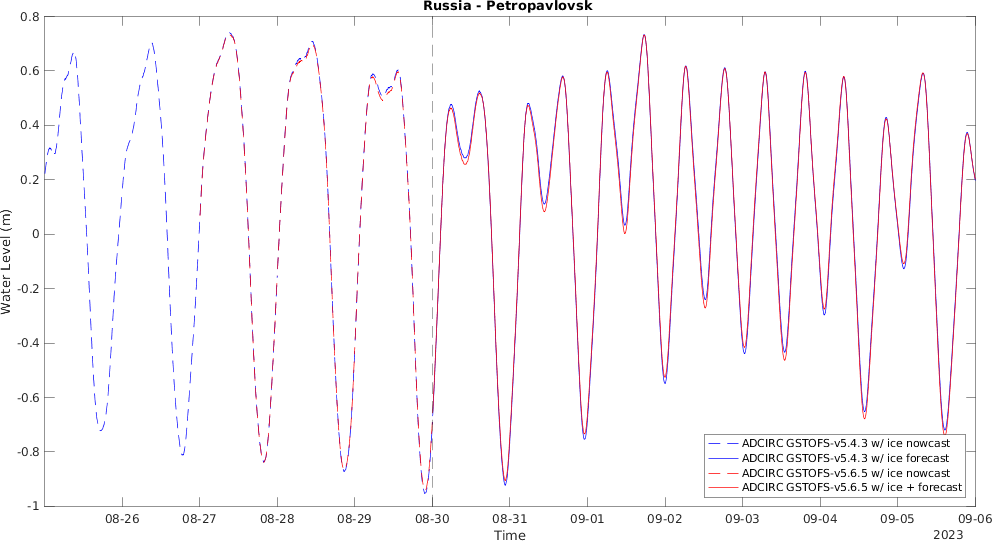 Russia - Petropavlovsk
0.8
0.6
0.4
0.2
0
-0.2
-0.4
-0.6
-0.8
-1
Water Level (m)
ADCIRC GSTOFS-v5.4.3 w/ ice nowcast
ADCIRC GSTOFS-v5.4.3 w/ ice forecast
ADCIRC GSTOFS-v5.6.5 w/ ice nowcast
ADCIRC GSTOFS-v5.6.5 w/ ice + forecast
08-26 08-27 08-28 08-29 08-30 08-31 09-01 09-02 09-03 09-04 09-05 09-06
Time
2023